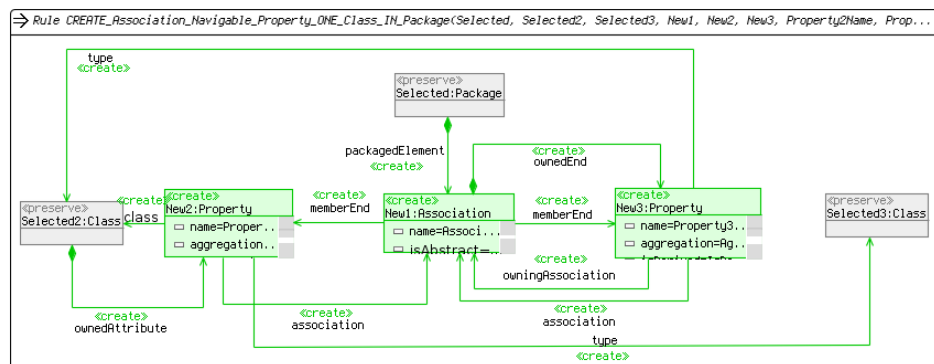 Rule CREATE_Association_Navigable_Property_ONE_Class_IN_Package(Selected, Selected2, Selected3, New1, New2, New3, Property2Name, Prop...
type
«create»
«preserve»
Selected:Package
packagedElement
«create»
«create»
ownedEnd
«preserve»
Selected2:Class
«create»
class
«create»
New2:Property
name=Proper...
aggregation...
«create»
memberEnd
«create»
New1:Association
name=Associ...
isAbstract=...
«create»
memberEnd
«create»
New3:Property
name=Property3...
aggregation=Ag...
«preserve»
Selected3:Class
«create»
owningAssociation
«create»
ownedAttribute
«create»
association
«create»
association
type
«create»